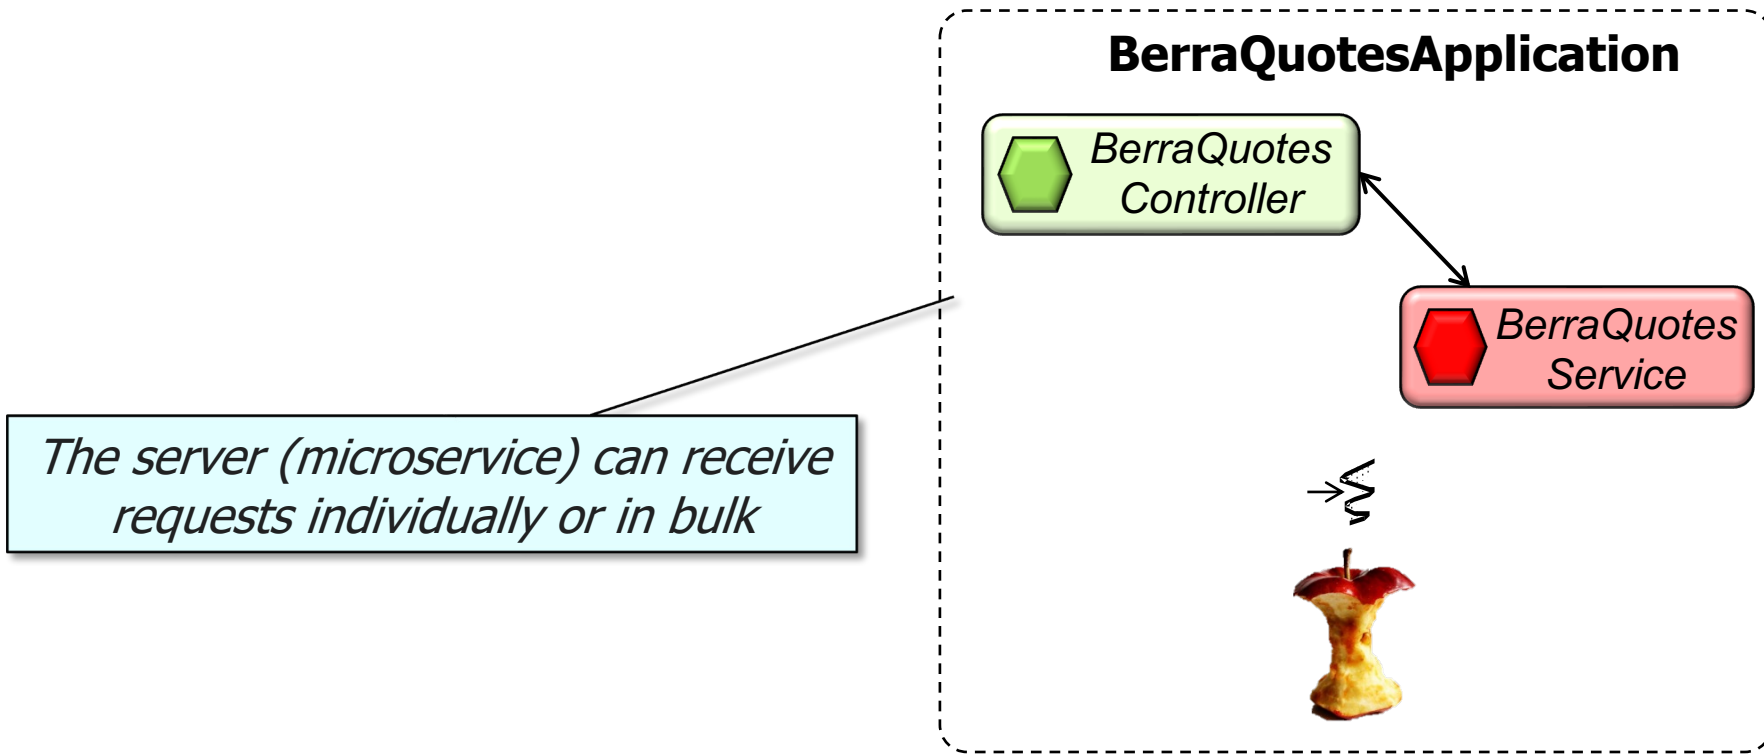 BerraQuotesApplication
BerraQuotes
Controller
BerraQuotes
Service
The server (microservice) can receive
requests individually or in bulk